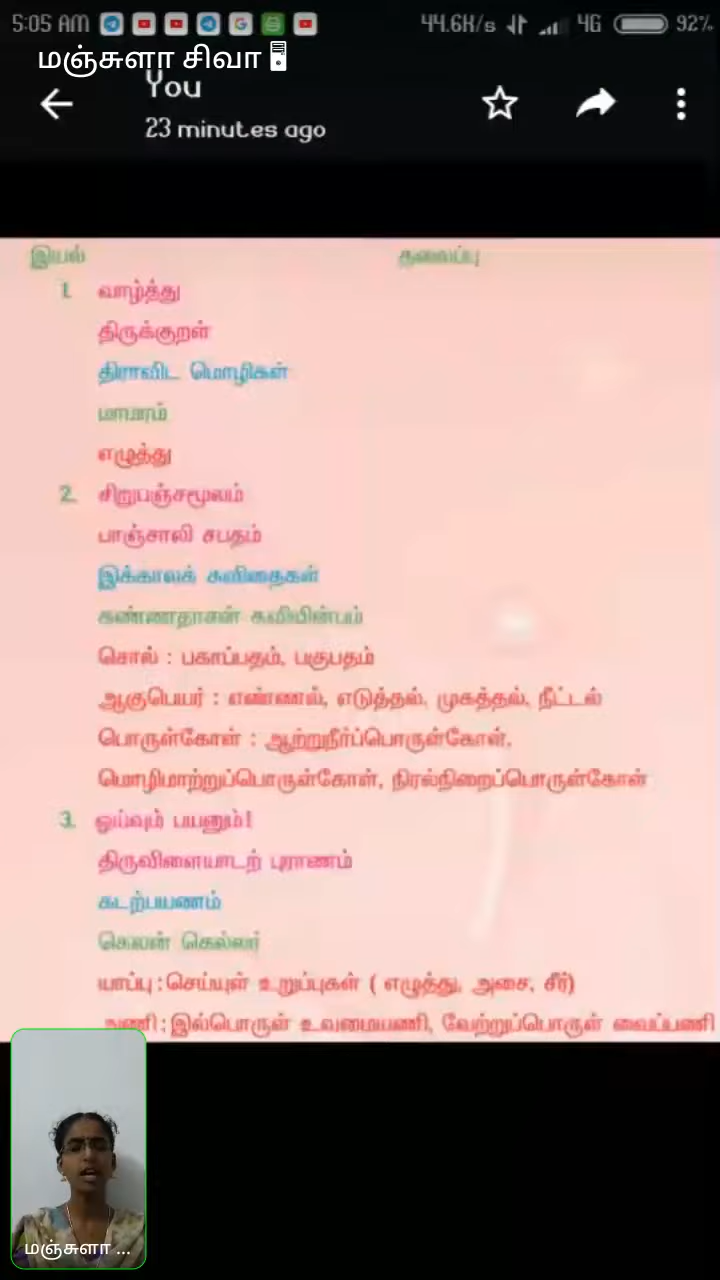 5:05 AM 44.6K/s 4G 92%
மஞ்சுளா சிவா
You
23 minutes ago
இயல் தலைப்பு
1. வாழ்த்து
திருக்குறள்
திராவிட மொழிகள்
மாமரம்
எழுத்து
2. சிறுபஞ்சமூலம்
பாஞ்சாலி சபதம்
இக்காலக் கவிதைகள்
கண்ணதாசன் கவியின்பம்
சொல் : பகாப்பதம், பகுபதம்
ஆகுபெயர் : எண்ணல், எடுத்தல், முகத்தல், நீட்டல்
பொருள்கோள் : ஆற்றுநீர்ப்பொருள்கோள்,
மொழிமாற்றுப்பொருள்கோள், நிரல்நிறைப்பொருள்கோள்
3. ஓய்வும் பயனும்!
திருவிளையாடற் புராணம்
கடற்பயணம்
கெலன் கெல்லர்
யாப்பு : செய்யுள் உறுப்புகள் ( எழுத்து, அசை, சீர்)
அணி : இல்பொருள் உவமையணி, வேற்றுப்பொருள் வைப்பணி
மஞ்சுளா ...